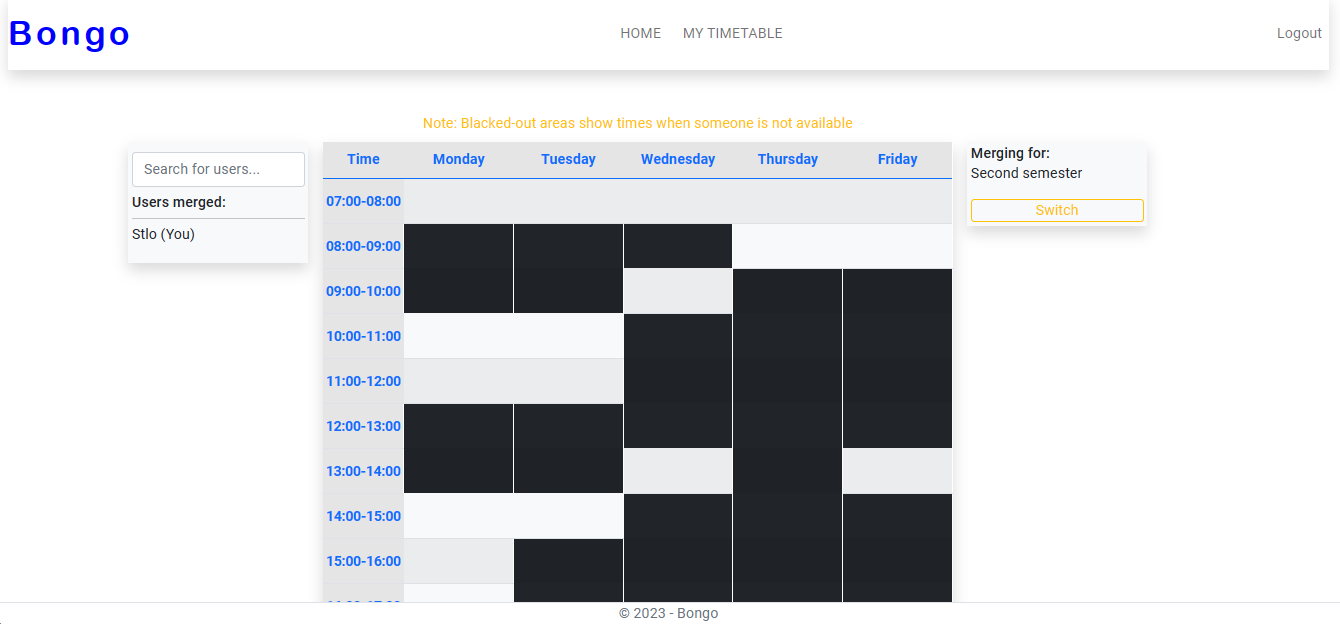 Bongo
HOME MY TIMETABLE
Logout
Note: Blacked-out areas show times when someone is not available
Search for users...
Users merged:
Stlo (You)
Time Monday Tuesday Wednesday Thursday Friday
07:00-08:00
08:00-09:00
09:00-10:00
10:00-11:00
11:00-12:00
12:00-13:00
13:00-14:00
14:00-15:00
15:00-16:00
Merging for:
Second semester
Switch
© 2023 - Bongo